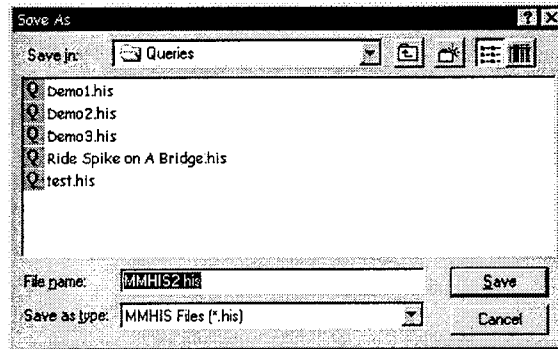 Save As
Save in: Queries
Demo1.his
Demo2.his
Demo3.his
Ride Spike on A Bridge.his
test.his
File name: MMHIS2.his Save
Save as type: MMHIS Files (*.his) Cancel